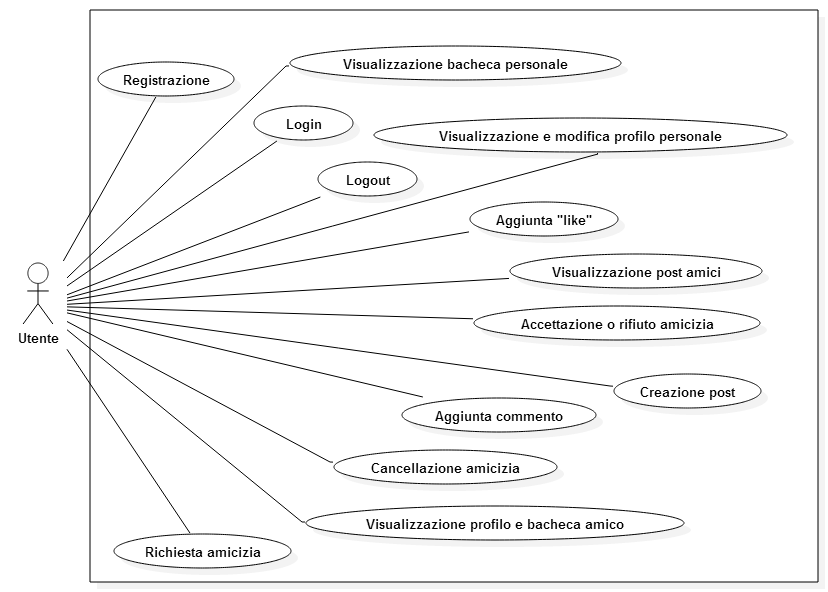 Visualizzazione bacheca personale
Registrazione
Login
Visualizzazione e modifica profilo personale
Logout
Aggiunta "like"
Visualizzazione post amici
Accettazione o rifiuto amicizia
Utente
Creazione post
Aggiunta commento
Cancellazione amicizia
Visualizzazione profilo e bacheca amico
Richiesta amicizia